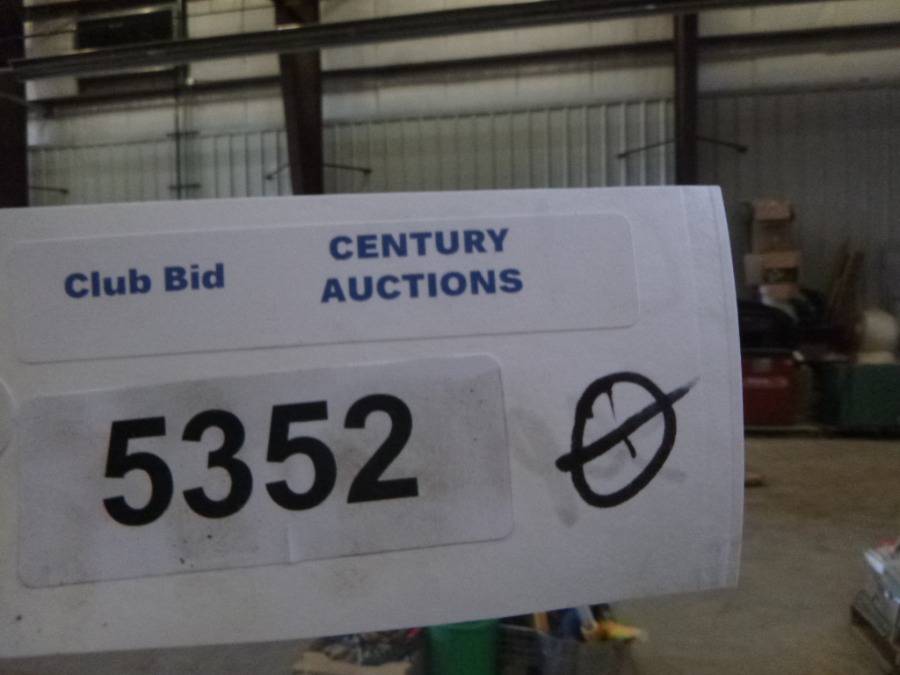 Club Bid
CENTURY
AUCTIONS
5352